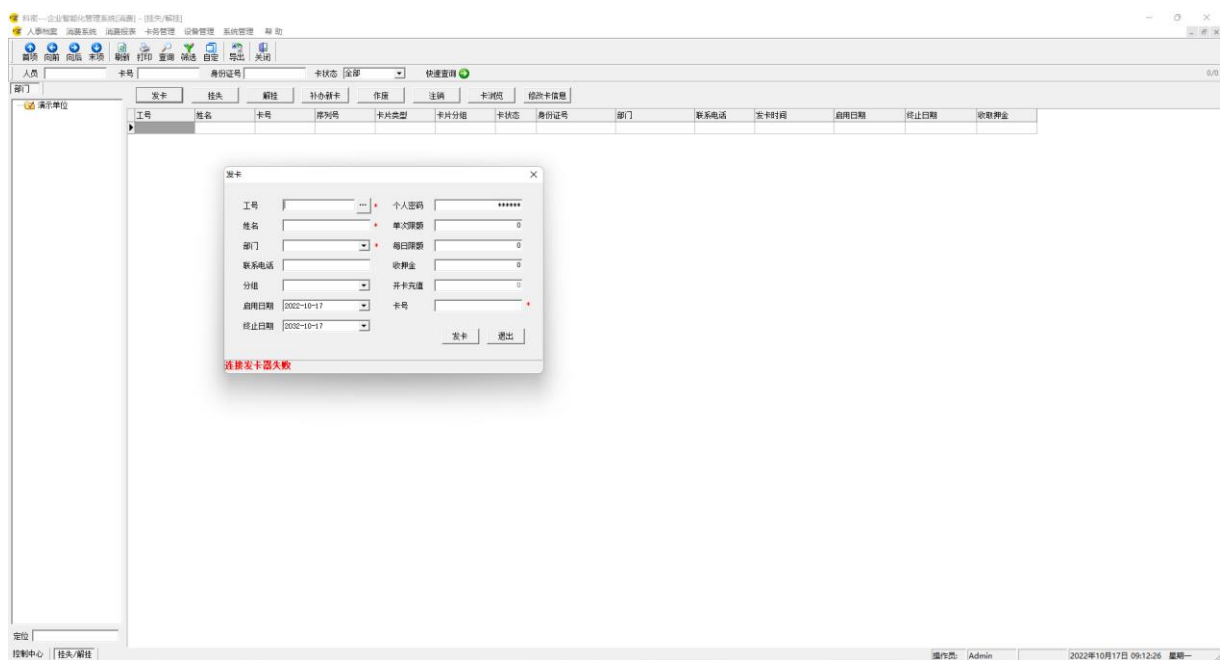 科密---企业智能化管理系统[消费] - [挂失/解挂]
人事档案 消费系统 消费报表 卡务管理 设备管理 系统管理 帮 助
首项 向前 向后 末项 刷新 打印 查询 筛选 自定 导出 关闭
人员 卡号 身份证号 卡状态 全部 快速查询 0/0
部门 发卡 挂失 解挂 补办新卡 作废 注销 卡浏览 修改卡信息
演示单位
工号 姓名 卡号 序列号 卡片类型 卡片分组 卡状态 身份证号 部门 联系电话 发卡时间 启用日期 终止日期 收取押金
发卡
工号 ... * 个人密码 ******
姓名 * 单次限额 0
部门 * 每日限额 0
联系电话 收押金 0
分组 开卡充值 0
启用日期 2022-10-17 卡号 *
终止日期 2032-10-17
发卡 退出
连接发卡器失败
定位
控制中心 挂失/解挂 操作员: Admin 2022年10月17日 09:12:26 星期一